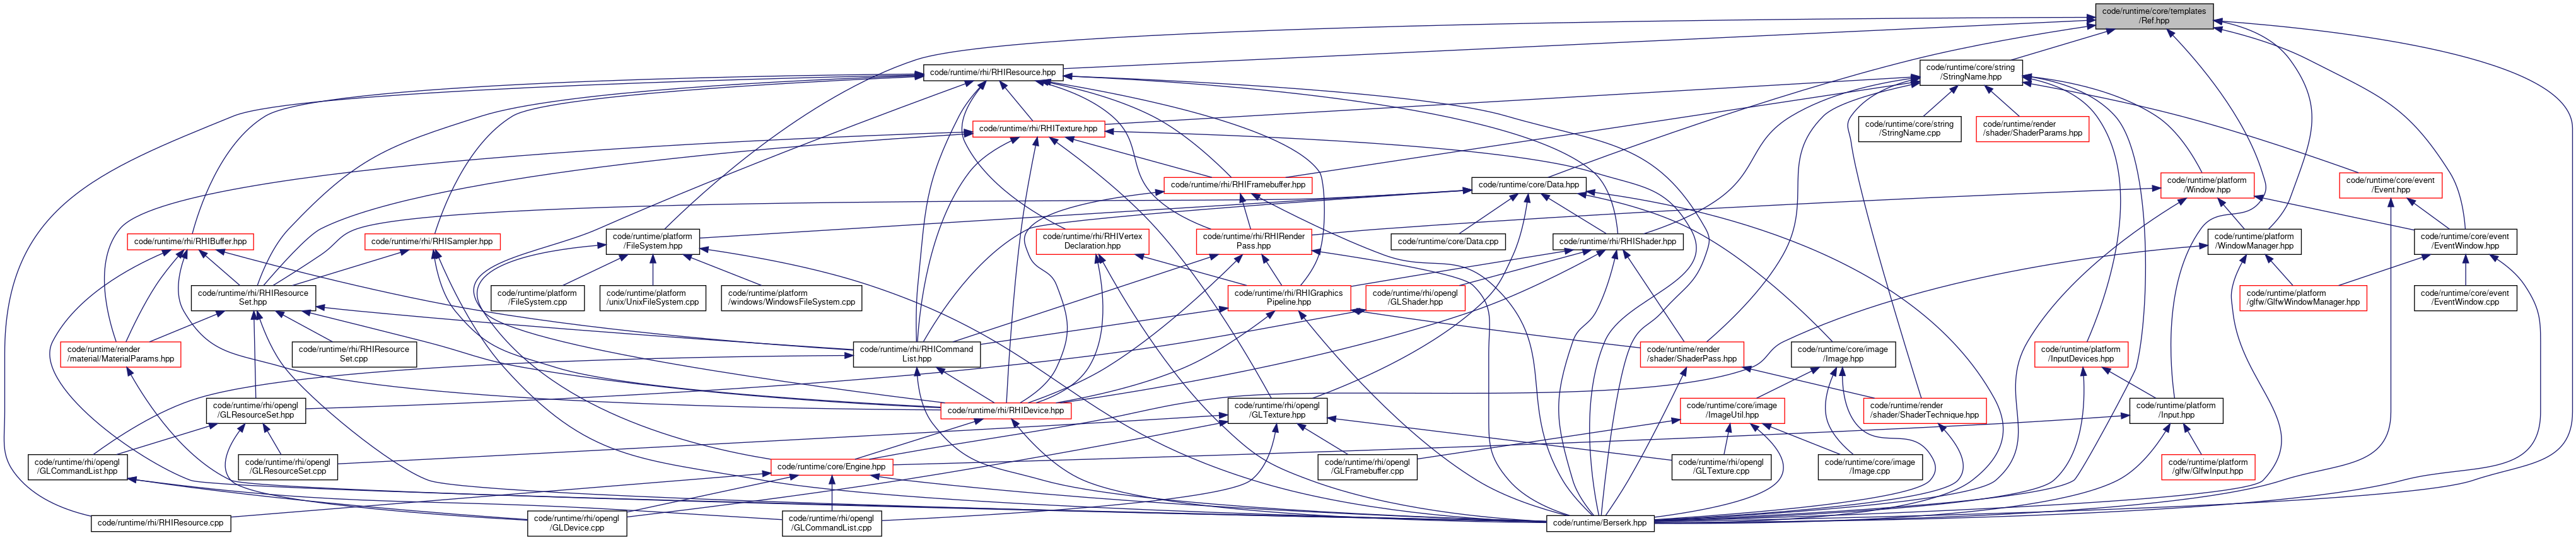 code/runtime/core/templates
/Ref.hpp
code/runtime/rhi/RHIResource.hpp
code/runtime/core/string
/StringName.hpp
code/runtime/rhi/RHITexture.hpp
code/runtime/core/string
/StringName.cpp
code/runtime/render
/shader/ShaderParams.hpp
code/runtime/rhi/RHIFramebuffer.hpp
code/runtime/core/Data.hpp
code/runtime/platform
/Window.hpp
code/runtime/core/event
/Event.hpp
code/runtime/rhi/RHIBuffer.hpp
code/runtime/rhi/RHISampler.hpp
code/runtime/platform
/FileSystem.hpp
code/runtime/rhi/RHIVertex
Declaration.hpp
code/runtime/rhi/RHIRender
Pass.hpp
code/runtime/core/Data.cpp
code/runtime/rhi/RHIShader.hpp
code/runtime/platform
/WindowManager.hpp
code/runtime/core/event
/EventWindow.hpp
code/runtime/rhi/RHIResource
Set.hpp
code/runtime/platform
/FileSystem.cpp
code/runtime/platform
/unix/UnixFileSystem.cpp
code/runtime/platform
/windows/WindowsFileSystem.cpp
code/runtime/rhi/RHIGraphics
Pipeline.hpp
code/runtime/rhi/opengl
/GLShader.hpp
code/runtime/platform
/glfw/GlfwWindowManager.hpp
code/runtime/core/event
/EventWindow.cpp
code/runtime/render
/material/MaterialParams.hpp
code/runtime/rhi/RHIResource
Set.cpp
code/runtime/rhi/RHICommand
List.hpp
code/runtime/render
/shader/ShaderPass.hpp
code/runtime/core/image
/Image.hpp
code/runtime/platform
/InputDevices.hpp
code/runtime/rhi/opengl
/GLResourceSet.hpp
code/runtime/rhi/RHIDevice.hpp
code/runtime/rhi/opengl
/GLTexture.hpp
code/runtime/core/image
/ImageUtil.hpp
code/runtime/render
/shader/ShaderTechnique.hpp
code/runtime/platform
/Input.hpp
code/runtime/rhi/opengl
/GLCommandList.hpp
code/runtime/rhi/opengl
/GLResourceSet.cpp
code/runtime/core/Engine.hpp
code/runtime/rhi/opengl
/GLFramebuffer.cpp
code/runtime/rhi/opengl
/GLTexture.cpp
code/runtime/core/image
/Image.cpp
code/runtime/platform
/glfw/GlfwInput.hpp
code/runtime/rhi/RHIResource.cpp
code/runtime/rhi/opengl
/GLDevice.cpp
code/runtime/rhi/opengl
/GLCommandList.cpp
code/runtime/Berserk.hpp